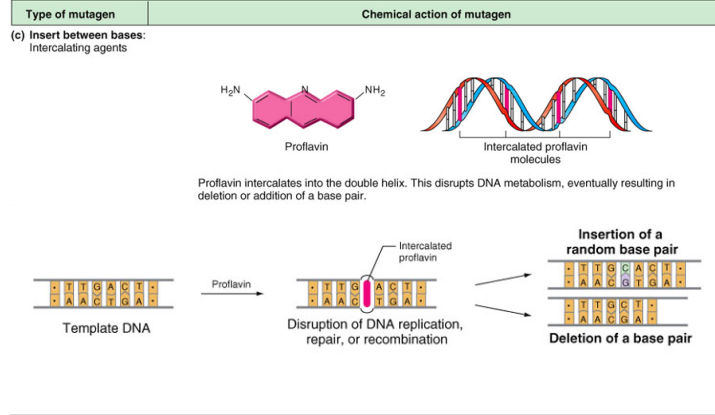 Type of mutagen
Chemical action of mutagen
(c) Insert between bases:
Intercalating agents
H₂N
N
NH₂
Proflavin
Intercalated proflavin
molecules
Proflavin intercalates into the double helix. This disrupts DNA metabolism, eventually resulting in
deletion or addition of a base pair.
Insertion of a
random base pair
Intercalated
proflavin
Proflavin
• T T G A C T •
• A A C T G A •
• T T G A C T •
• A A C T G A •
• T T G C A C T •
• A A C G T G A •
• T T G C T •
• A A C G A •
Template DNA
Disruption of DNA replication,
repair, or recombination
Deletion of a base pair